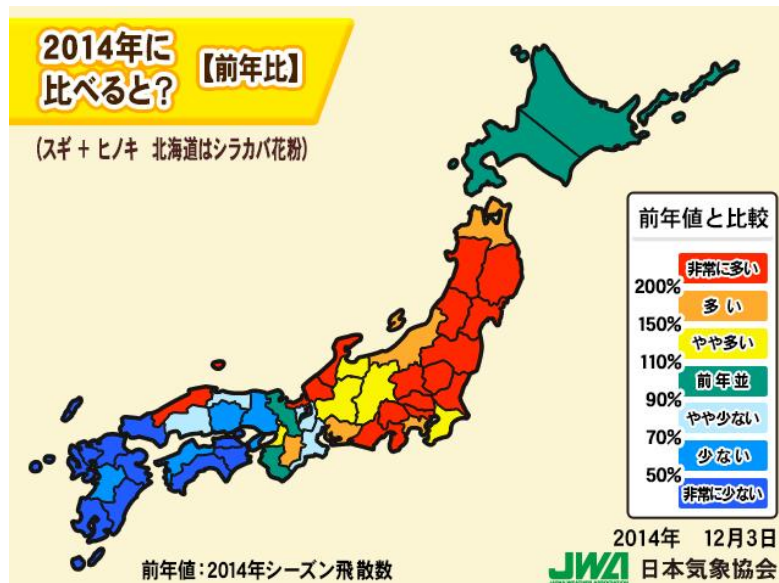 2014年に
比べると?
【前年比】
(スギ + ヒノキ 北海道はシラカバ花粉)
前年値と比較
非常に多い
200%
多い
150%
やや多い
110%
前年並
90%
やや少ない
70%
少ない
50%
非常に少ない
2014年 12月3日
前年値:2014年シーズン飛散数
JWA 日本気象協会